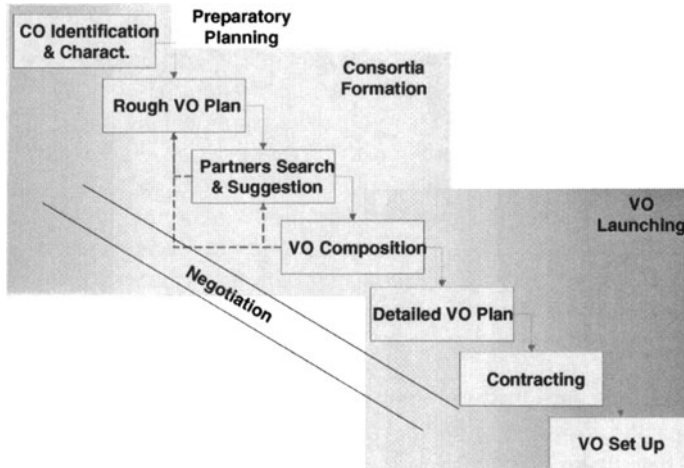 CO Identification
& Charact.
Preparatory
Planning
Consortia
Formation
Rough VO Plan
Partners Search
& Suggestion
VO
Launching
VO Composition
Negotiation
Detailed VO Plan
Contracting
VO Set Up